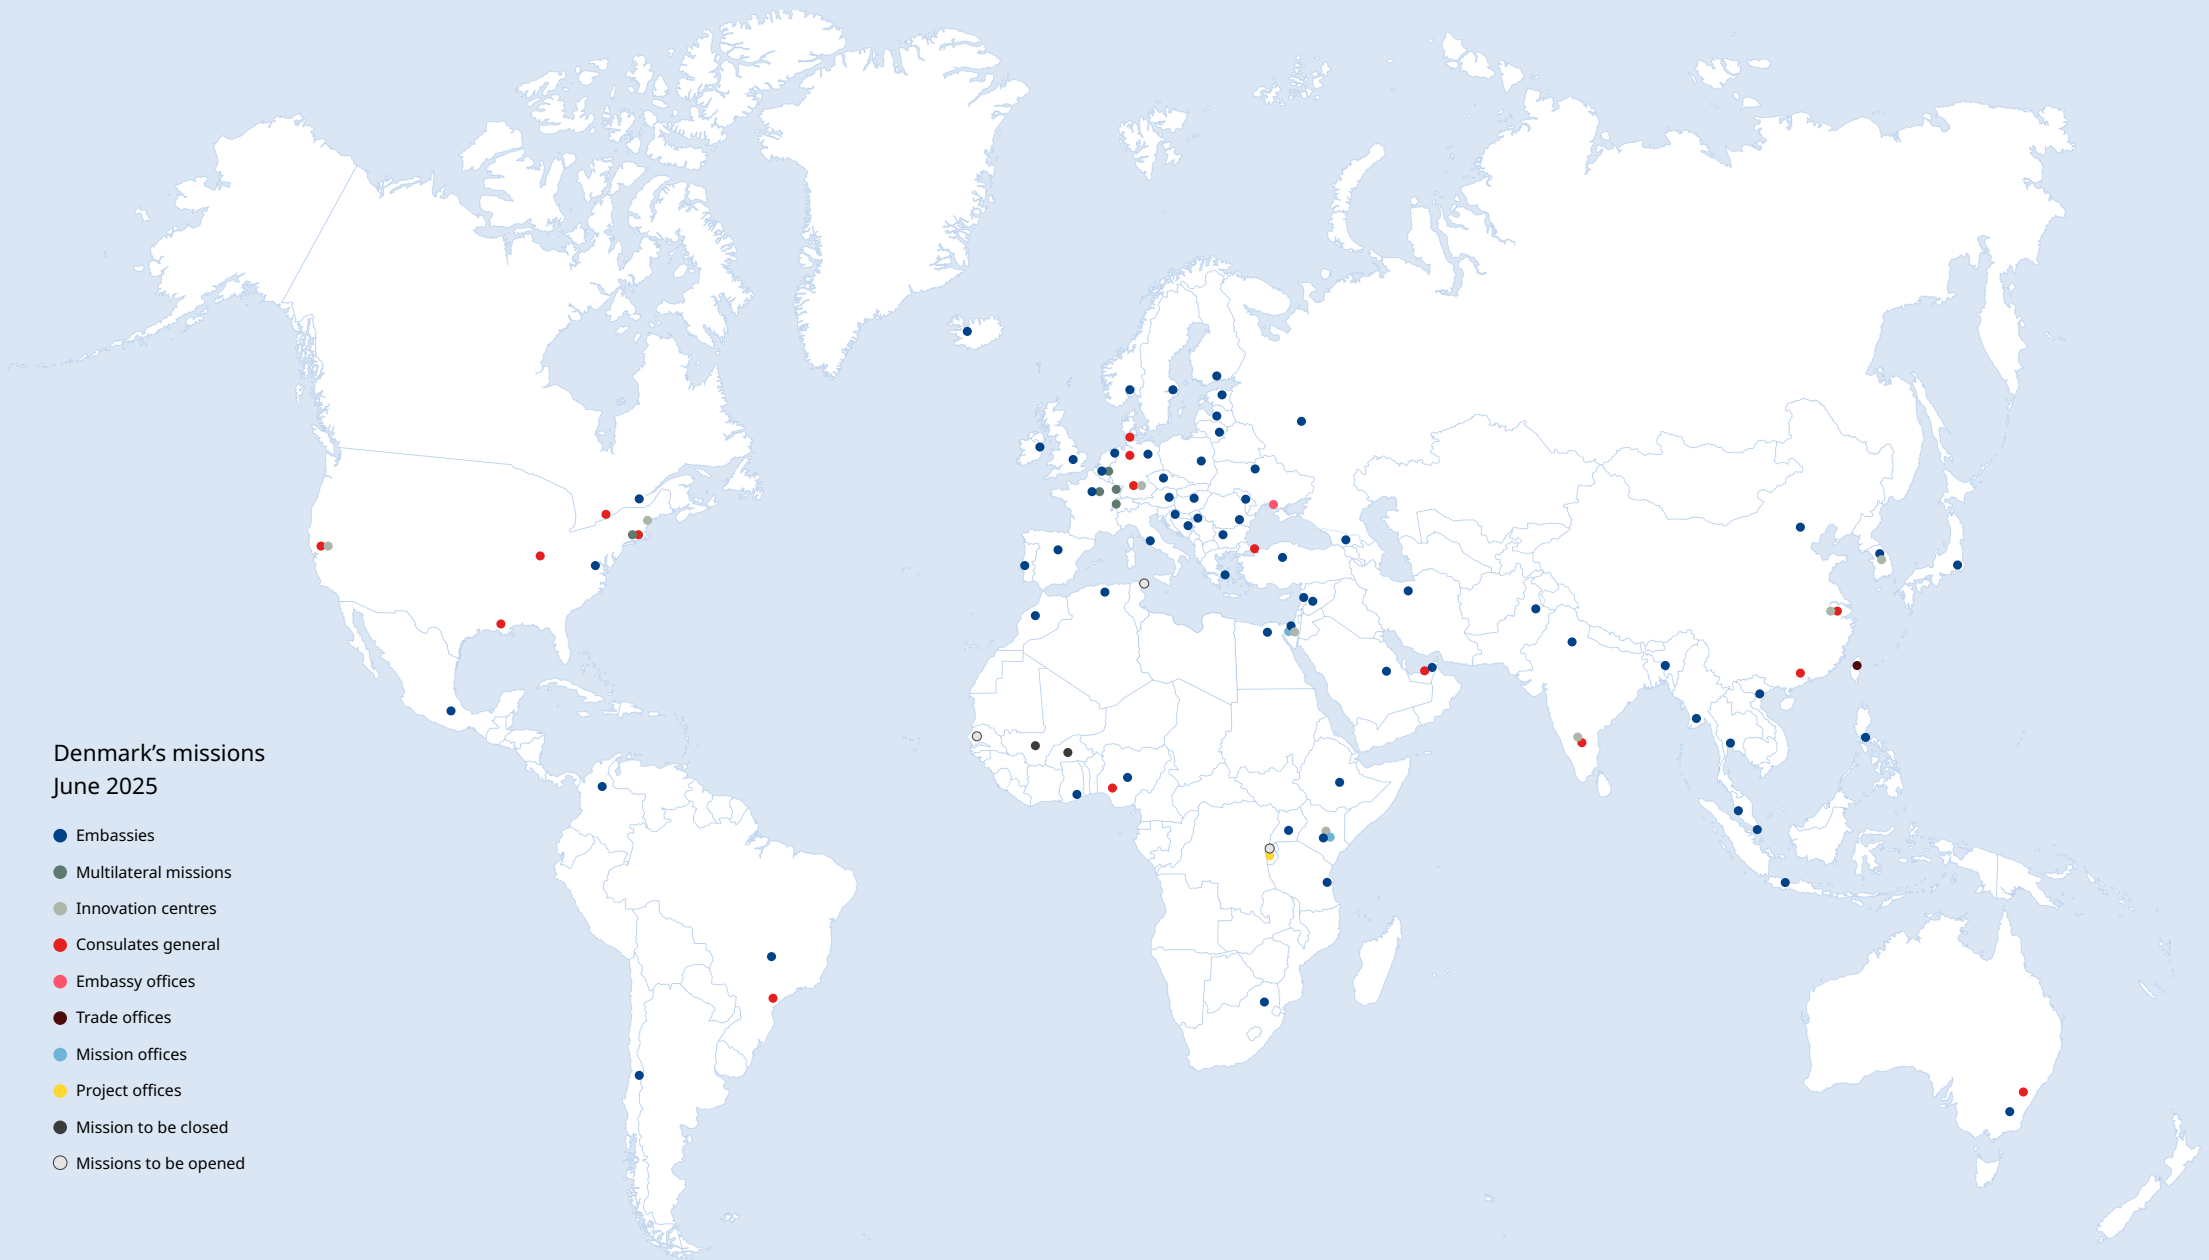 Denmark’s missions
June 2025
Embassies
Multilateral missions
Innovation centres
Consulates general
Embassy offices
Trade offices
Mission offices
Project offices
Mission to be closed
Missions to be opened